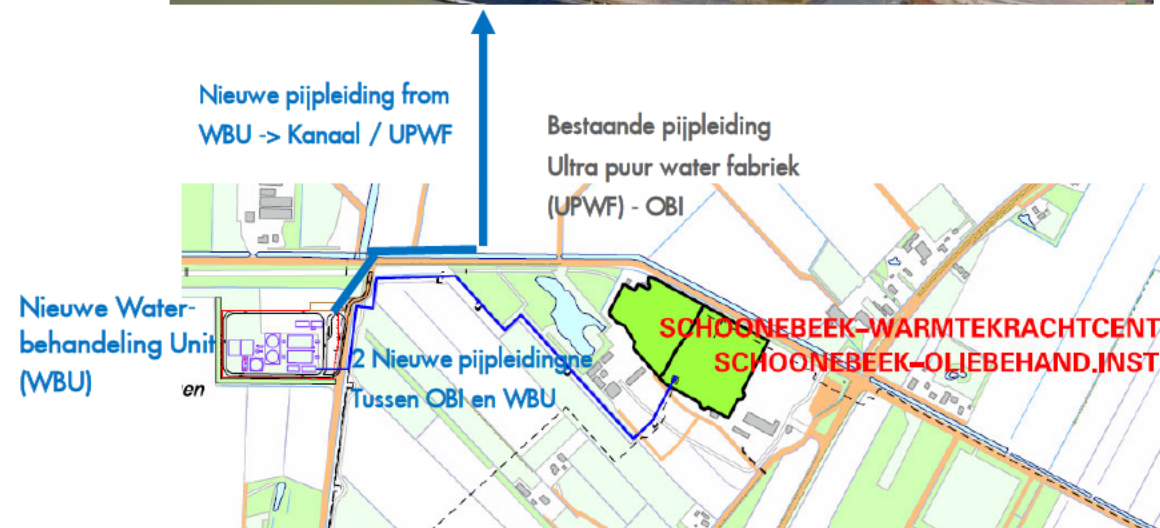 Nieuwe pijpleiding from
WBU -> Kanaal / UPWF
Bestaande pijpleiding
Ultra puur water fabriek
(UPWF) - OBI
Nieuwe Water-
behandeling Unit
(WBU)
en
2 Nieuwe pijpleidingne
Tussen OBI en WBU
SCHOONEBEEK-WARMTEKRACHTCENT
SCHOONEBEEK-OLIEBEHAND.INST